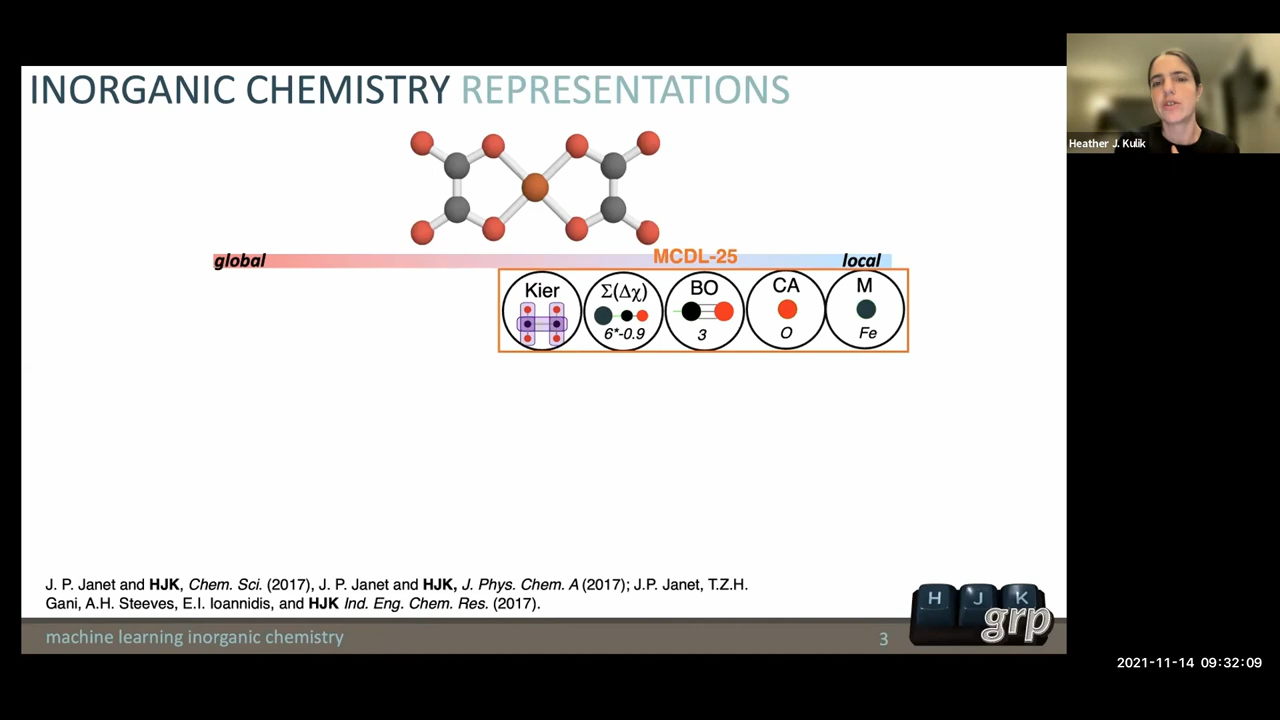 INORGANIC CHEMISTRY REPRESENTATIONS
Heather J. Kulik
global
MCDL-25
local
Kier
Σ(Δχ)
BO
CA
M
6*-0.9
3
O
Fe
J. P. Janet and HJK, Chem. Sci. (2017), J. P. Janet and HJK, J. Phys. Chem. A (2017); J.P. Janet, T.Z.H.
Gani, A.H. Steeves, E.I. Ioannidis, and HJK Ind. Eng. Chem. Res. (2017).
machine learning inorganic chemistry
3
H J K
grp
2021-11-14 09:32:09